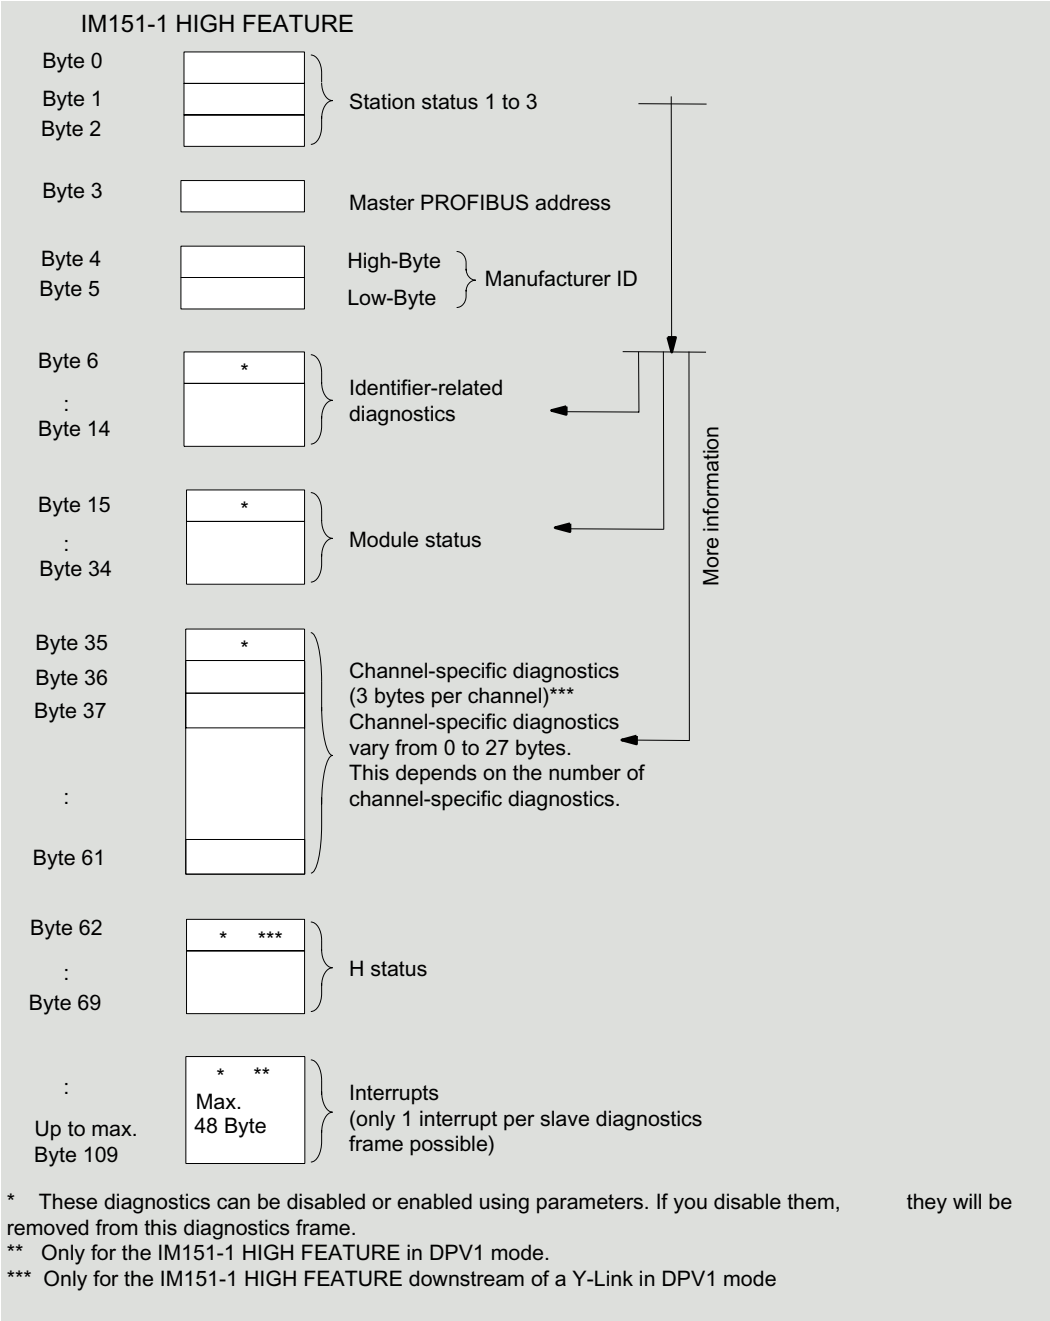 IM151-1 HIGH FEATURE
Byte 0
Byte 1
Byte 2
Station status 1 to 3
Byte 3
Master PROFIBUS address
Byte 4
Byte 5
High-Byte
Low-Byte
Manufacturer ID
Byte 6
:
Byte 14
*
Identifier-related
diagnostics
Byte 15
:
Byte 34
*
Module status
More information
Byte 35
Byte 36
Byte 37
:
Byte 61
*
Channel-specific diagnostics
(3 bytes per channel)***
Channel-specific diagnostics
vary from 0 to 27 bytes.
This depends on the number of
channel-specific diagnostics.
Byte 62
:
Byte 69
* ***
H status
:
Up to max.
Byte 109
* **
Max.
48 Byte
Interrupts
(only 1 interrupt per slave diagnostics
frame possible)
* These diagnostics can be disabled or enabled using parameters. If you disable them, they will be
removed from this diagnostics frame.
** Only for the IM151-1 HIGH FEATURE in DPV1 mode.
*** Only for the IM151-1 HIGH FEATURE downstream of a Y-Link in DPV1 mode